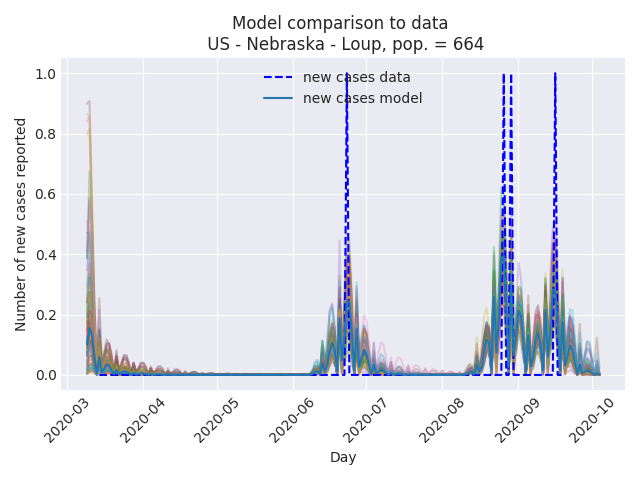 Model comparison to data
US - Nebraska - Loup, pop. = 664
new cases data
new cases model
Number of new cases reported
1.0
0.8
0.6
0.4
0.2
0.0
2020-03
2020-04
2020-05
2020-06
2020-07
2020-08
2020-09
2020-10
Day